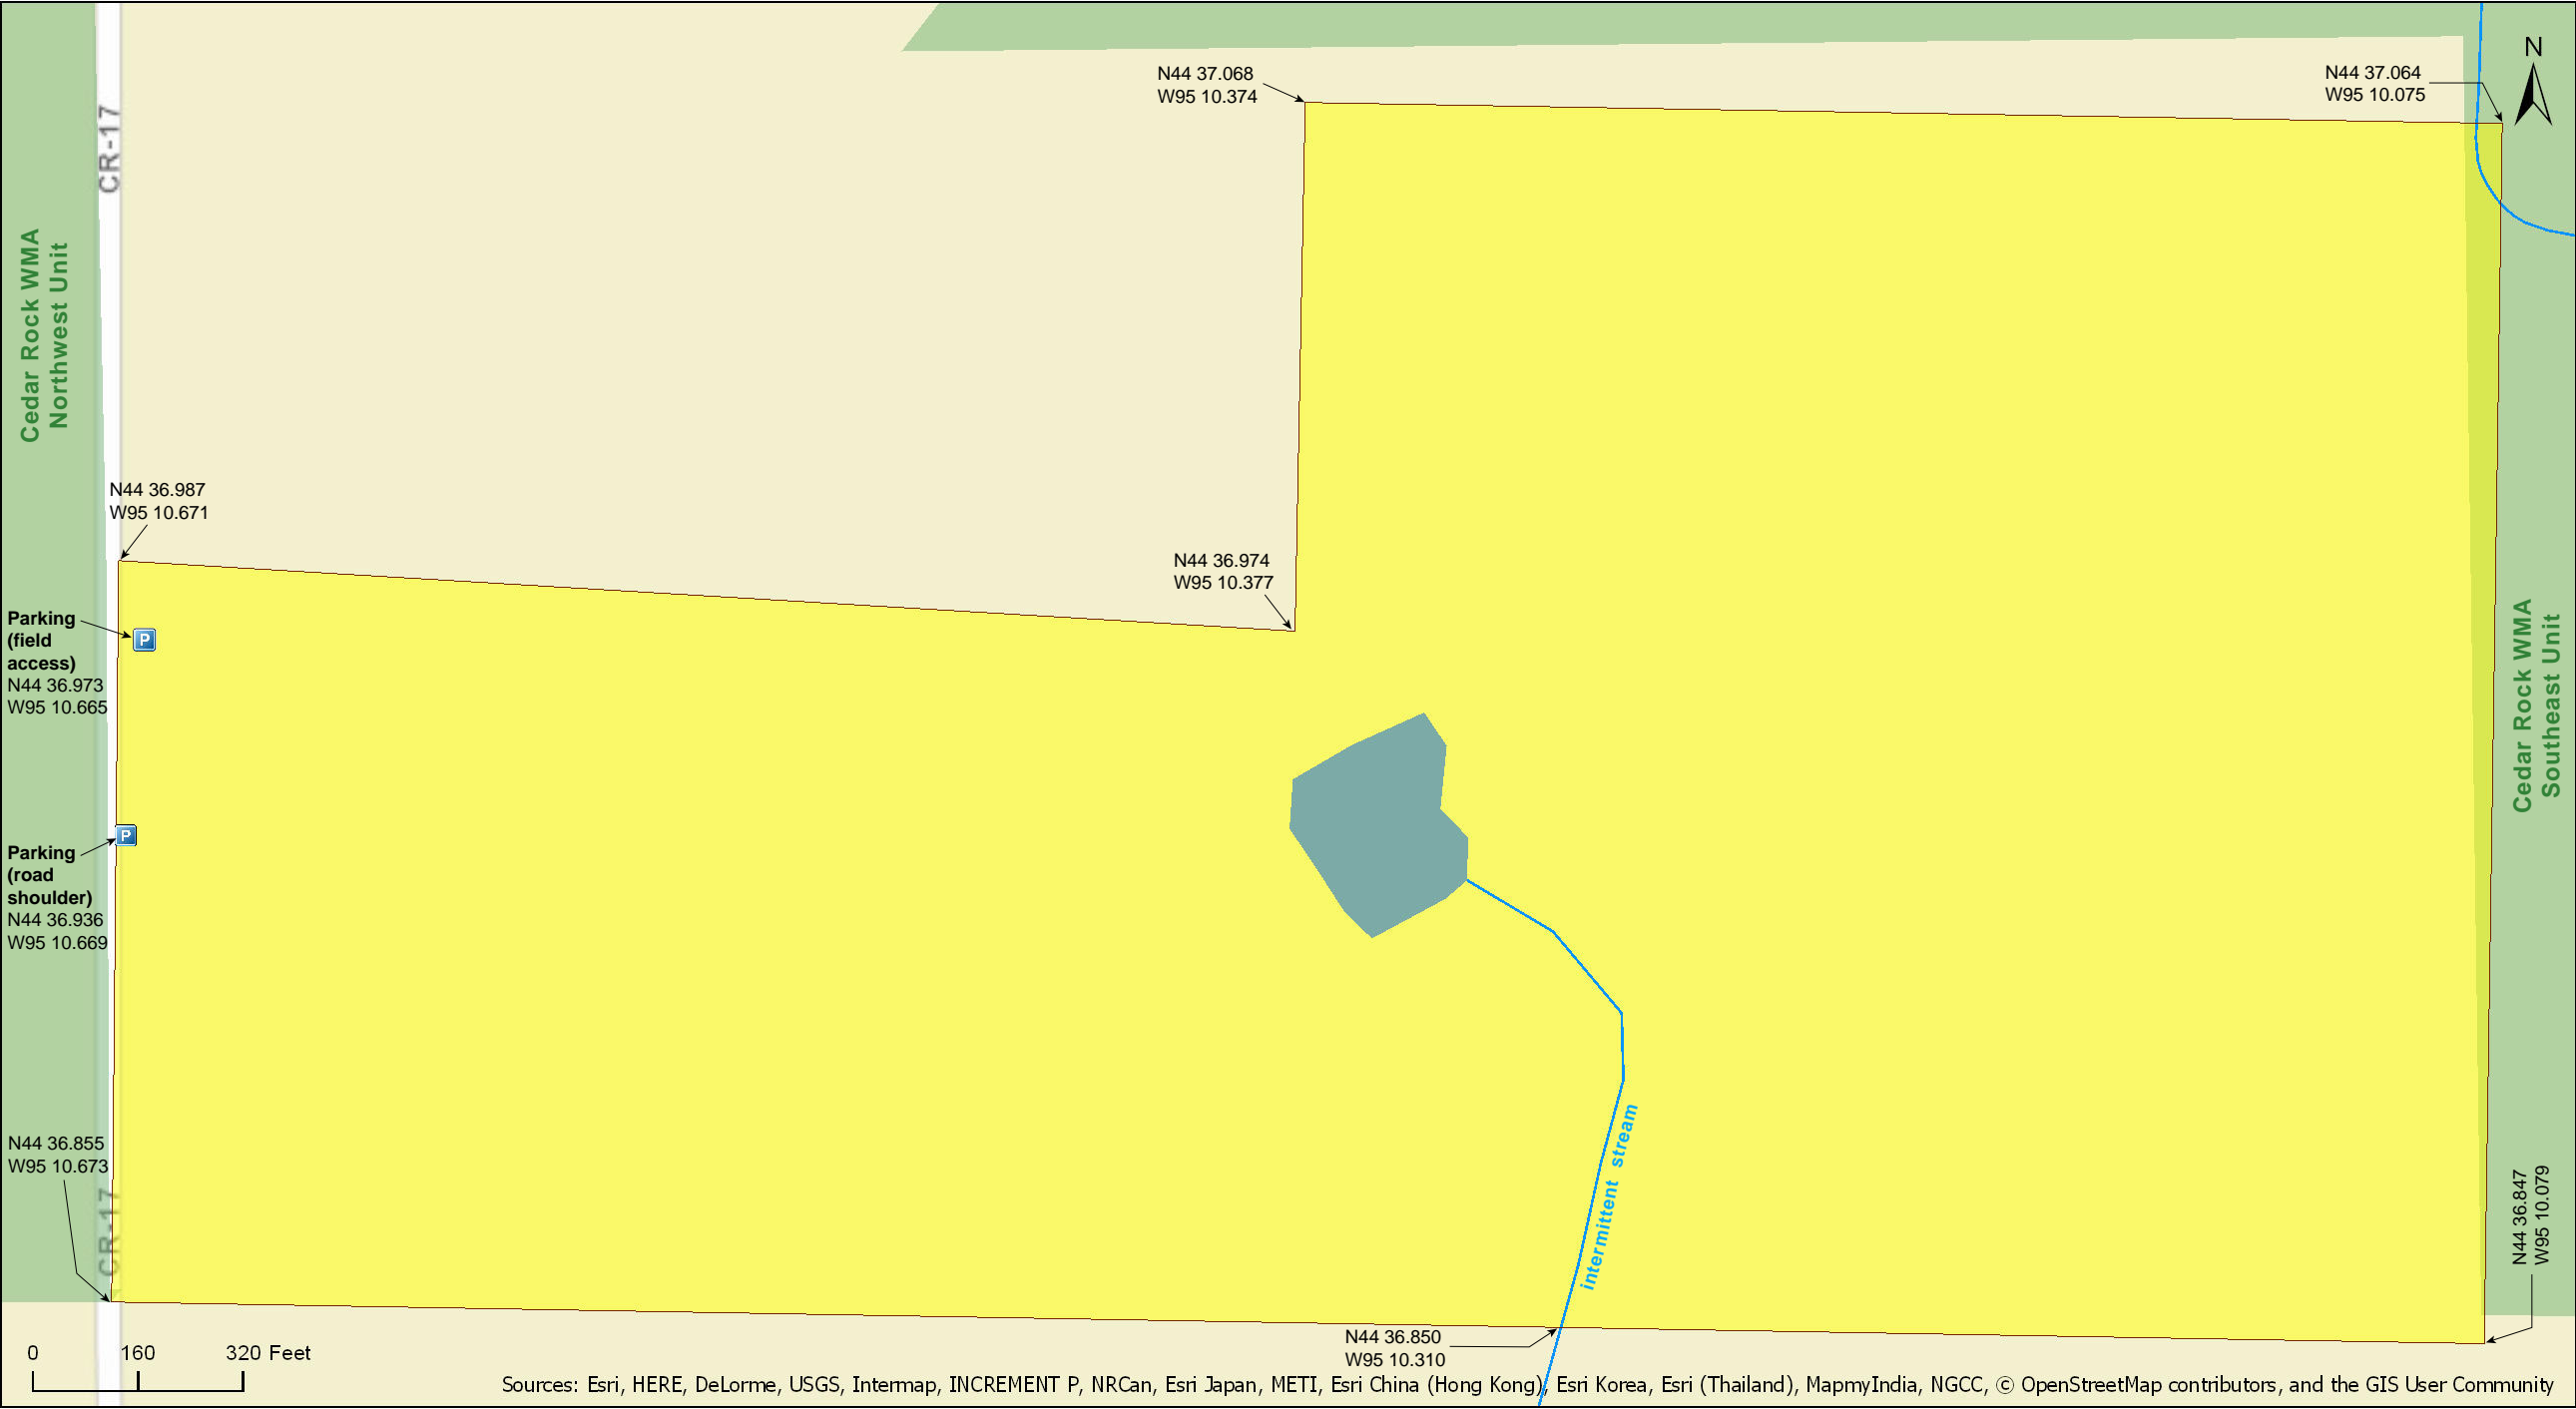 N44 37.068
W95 10.374
N44 37.064
W95 10.075
N
CR-17
Cedar Rock WMA
Northwest Unit
N44 36.987
W95 10.671
N44 36.974
W95 10.377
Parking
(field
access)
N44 36.973
W95 10.665
P
Cedar Rock WMA
Southeast Unit
P
Parking
(road
shoulder)
N44 36.936
W95 10.669
N44 36.855
W95 10.673
CR-17
intermittent stream
N44 36.847
W95 10.079
N44 36.850
W95 10.310
0 160 320 Feet
Sources: Esri, HERE, DeLorme, USGS, Intermap, INCREMENT P, NRCan, Esri Japan, METI, Esri China (Hong Kong), Esri Korea, Esri (Thailand), MapmyIndia, NGCC, © OpenStreetMap contributors, and the GIS User Community